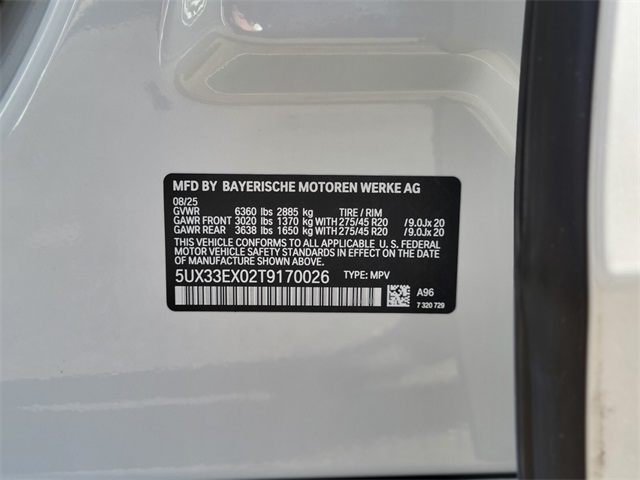 MFD BY BAYERISCHE MOTOREN WERKE AG
08/25
GVWR 6360 lbs 2885 kg TIRE / RIM
GAWR FRONT 3020 lbs 1370 kg WITH 275/45 R20 /9.0Jx 20
GAWR REAR 3638 lbs 1650 kg WITH 275/45 R20 /9.0Jx 20
THIS VEHICLE CONFORMS TO ALL APPLICABLE U. S. FEDERAL
MOTOR VEHICLE SAFETY STANDARDS IN EFFECT ON THE
DATE OF MANUFACTURE SHOWN ABOVE.
5UX33EX02T9170026 TYPE: MPV
A96
7 320 729